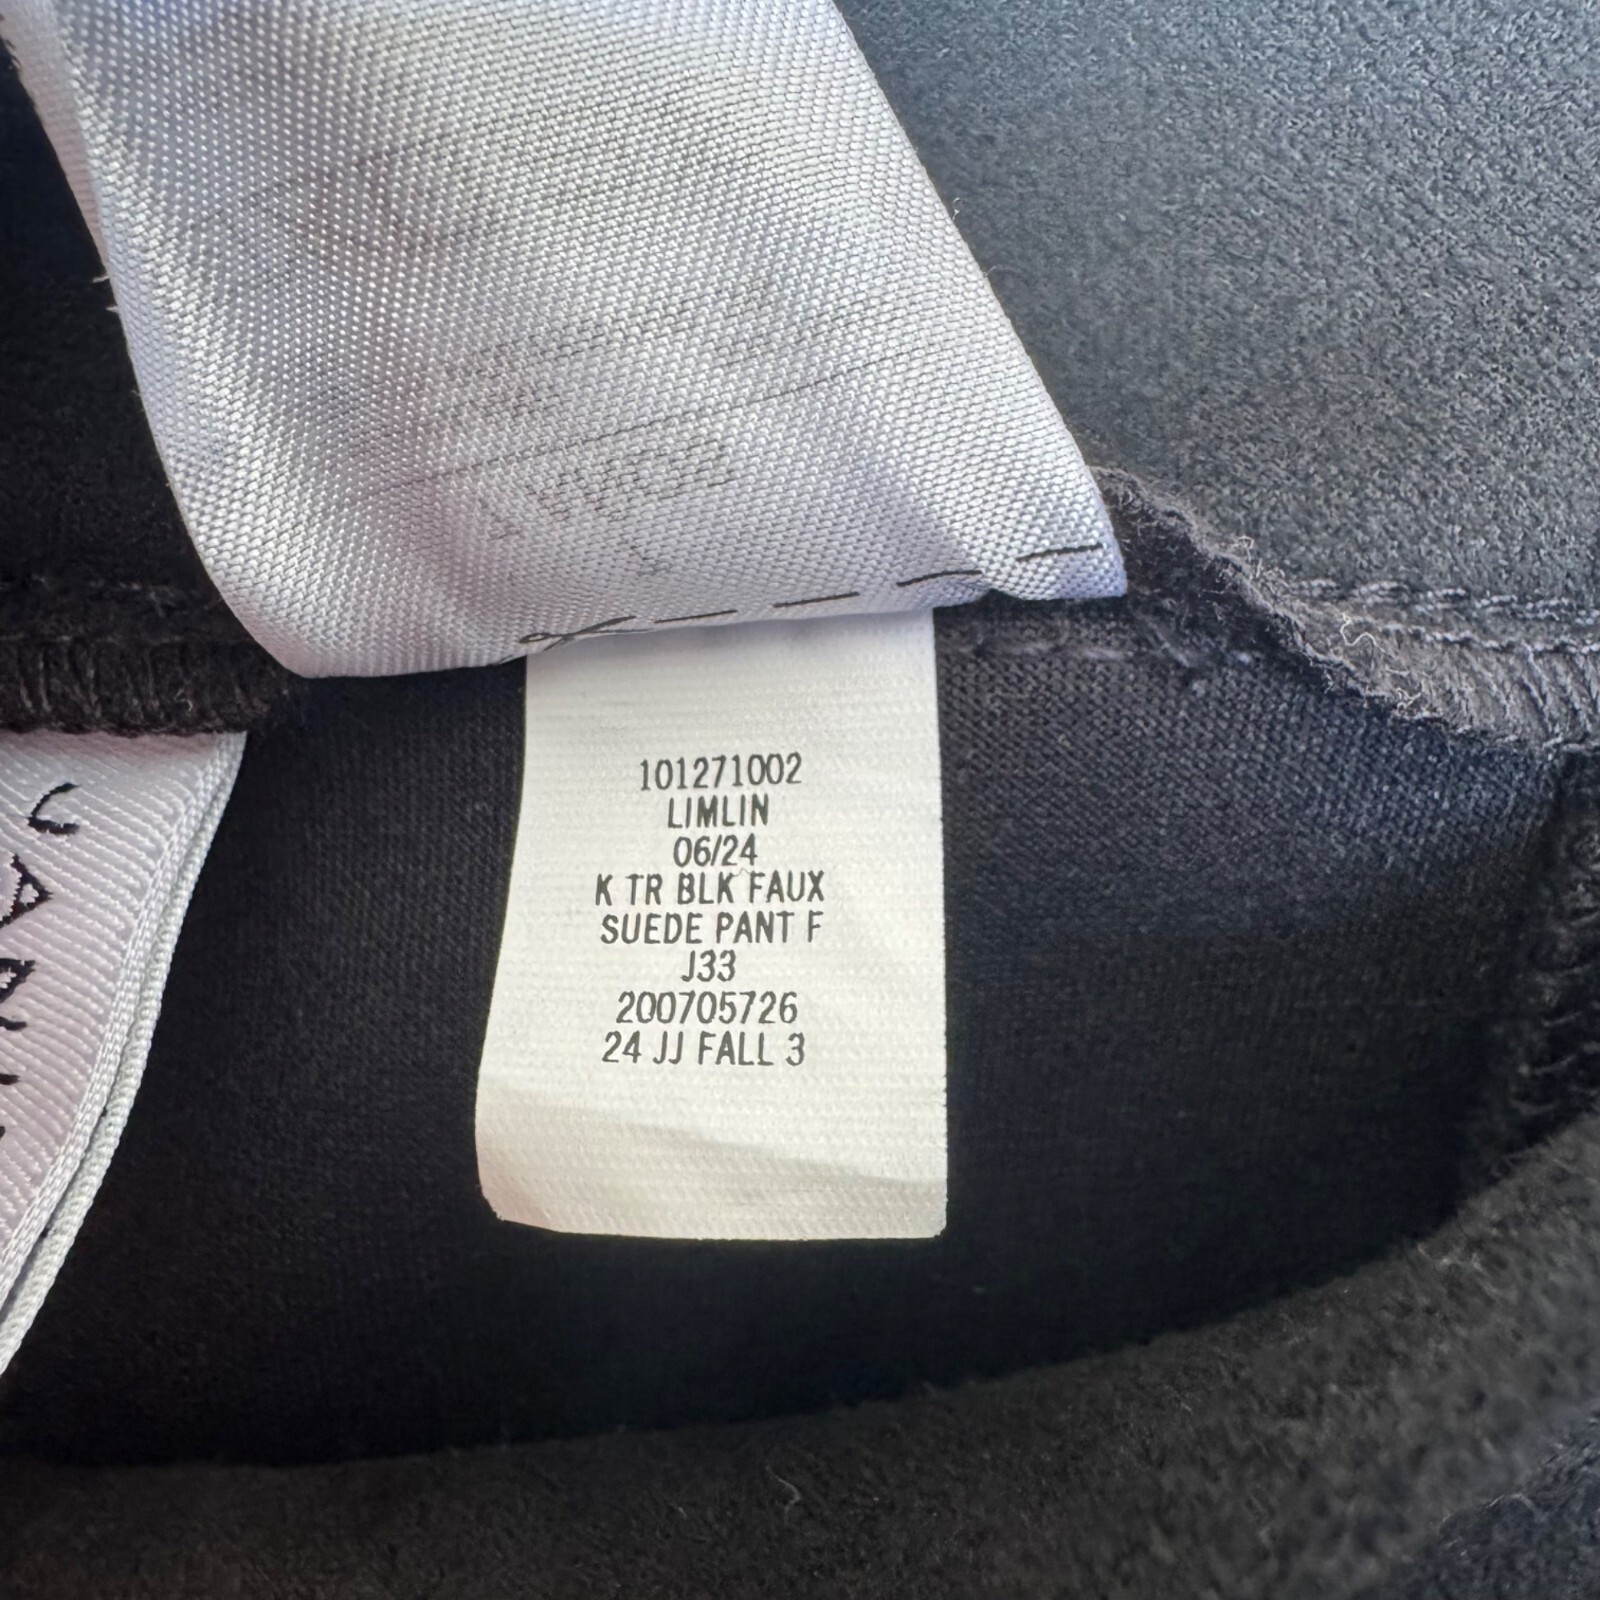 101271002
LIMLIN
06/24
K TR BLK FAUX
SUEDE PANT F
J33
200705726
24 JJ FALL 3